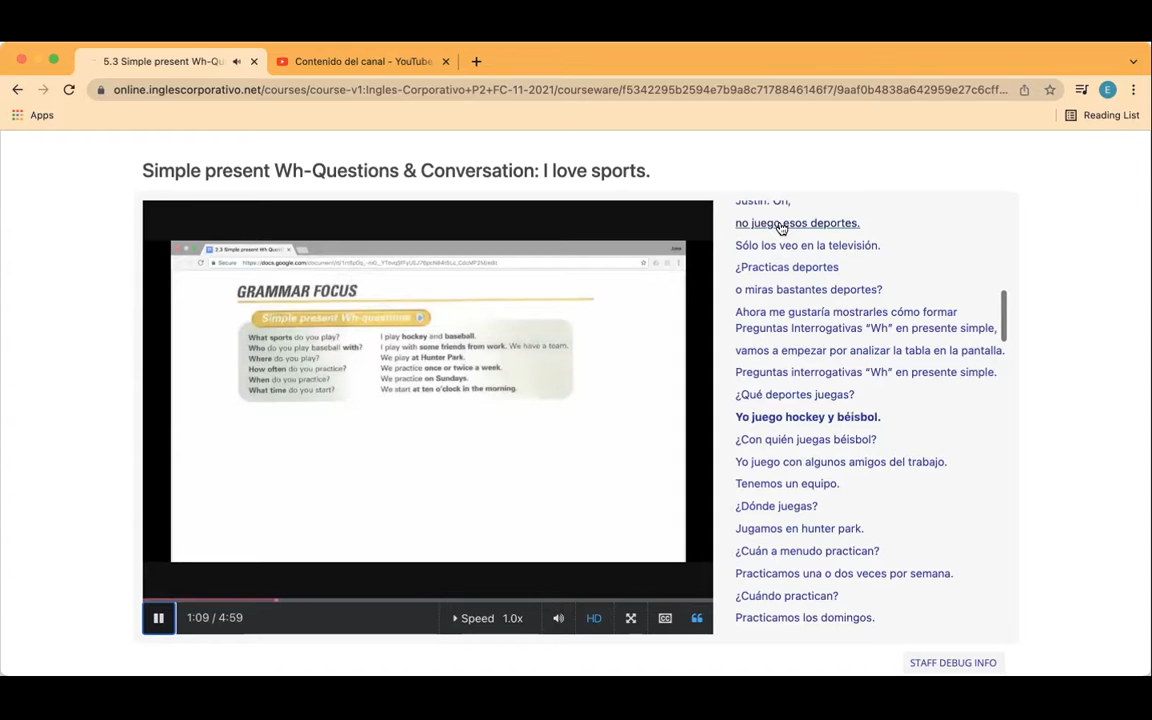 5.3 Simple present Wh-Qu
Contenido del canal - YouTube
online.inglescorporativo.net/courses/course-v1:Ingles-Corporativo+P2+FC-11-2021/courseware/f5342295b2594e7b9a8c7178846146f7/9aaf0b4838a642959e27c6cff...
E
Apps
Reading List
Simple present Wh-Questions & Conversation: I love sports.
2.3 Simple present Wh Quest
Secure
GRAMMAR FOCUS
Simple present Wh-questions
What sports do you play? I play hockey and baseball.
Who do you play baseball with? I play with some friends from work. We have a team.
Where do you play? We play at Hunter Park.
How often do you practice? We practice once or twice a week.
When do you practice? We practice on Sundays.
What time do you start? We start at ten o'clock in the morning.
1:09 / 4:59
Speed 1.0x
HD
CC
Justin: Oh,
no juego esos deportes.
Sólo los veo en la televisión.
¿Practicas deportes
o miras bastantes deportes?
Ahora me gustaría mostrarles cómo formar
Preguntas Interrogativas “Wh” en presente simple,
vamos a empezar por analizar la tabla en la pantalla.
Preguntas interrogativas “Wh” en presente simple.
¿Qué deportes juegas?
Yo juego hockey y béisbol.
¿Con quién juegas béisbol?
Yo juego con algunos amigos del trabajo.
Tenemos un equipo.
¿Dónde juegas?
Jugamos en hunter park.
¿Cuán a menudo practican?
Practicamos una o dos veces por semana.
¿Cuándo practican?
Practicamos los domingos.
STAFF DEBUG INFO